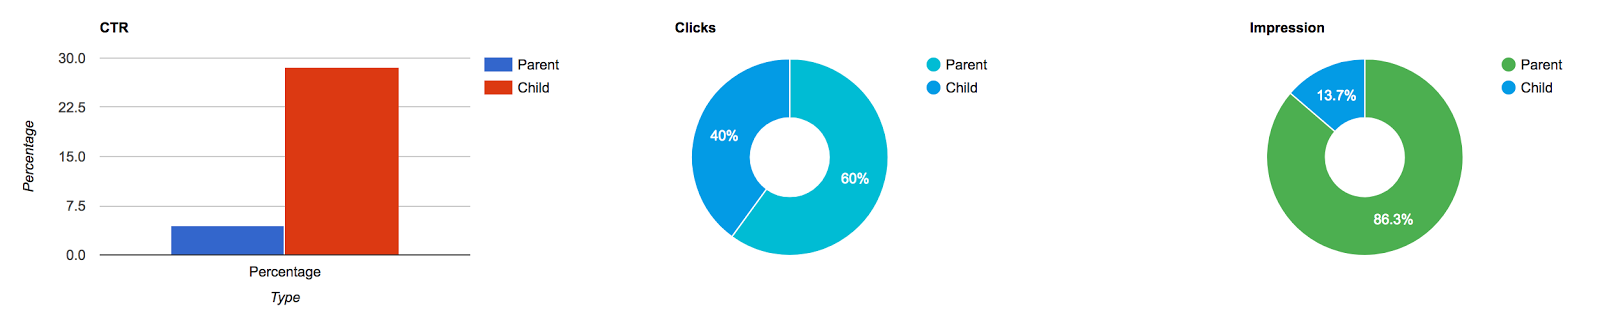 CTR
30.0
22.5
15.0
7.5
0.0
Percentage
Percentage
Type
Parent
Child
Clicks
40%
60%
Parent
Child
Impression
13.7%
86.3%
Parent
Child